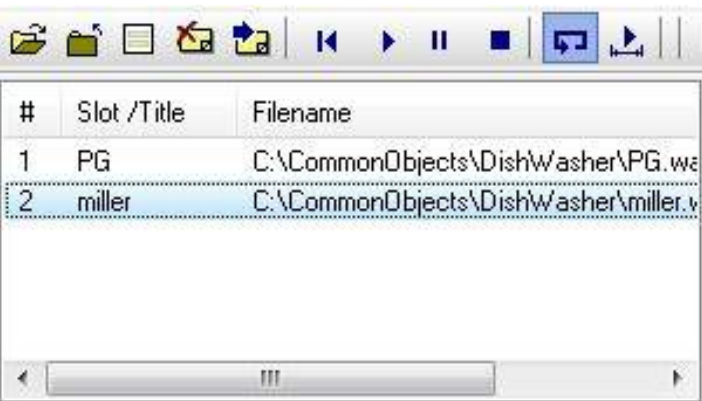 # Slot /Title Filename
1 PG C:\CommonObjects\DishWasher\PG.wa
2 miller C:\CommonObjects\DishWasher\miller.w